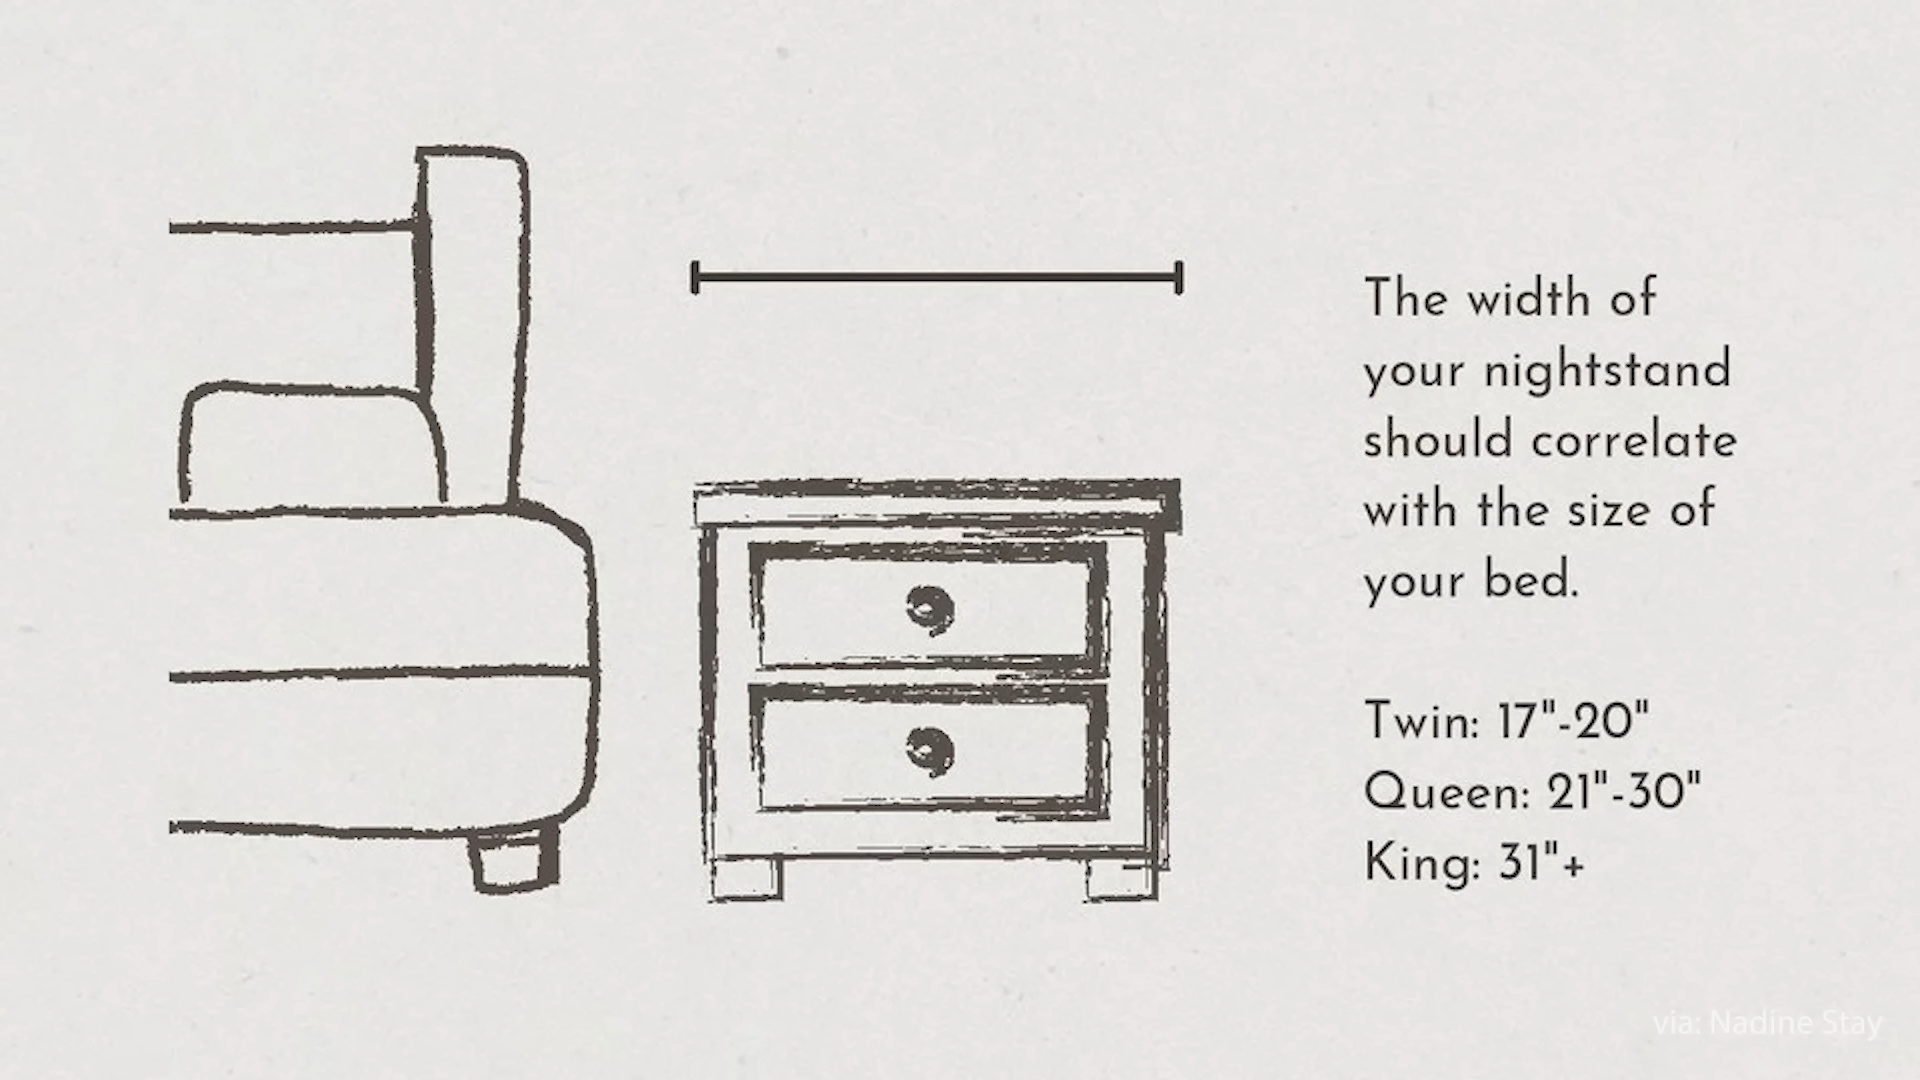 The width of
your nightstand
should correlate
with the size of
your bed.
Twin: 17"-20"
Queen: 21"-30"
King: 31"+
via: Nadine Stay